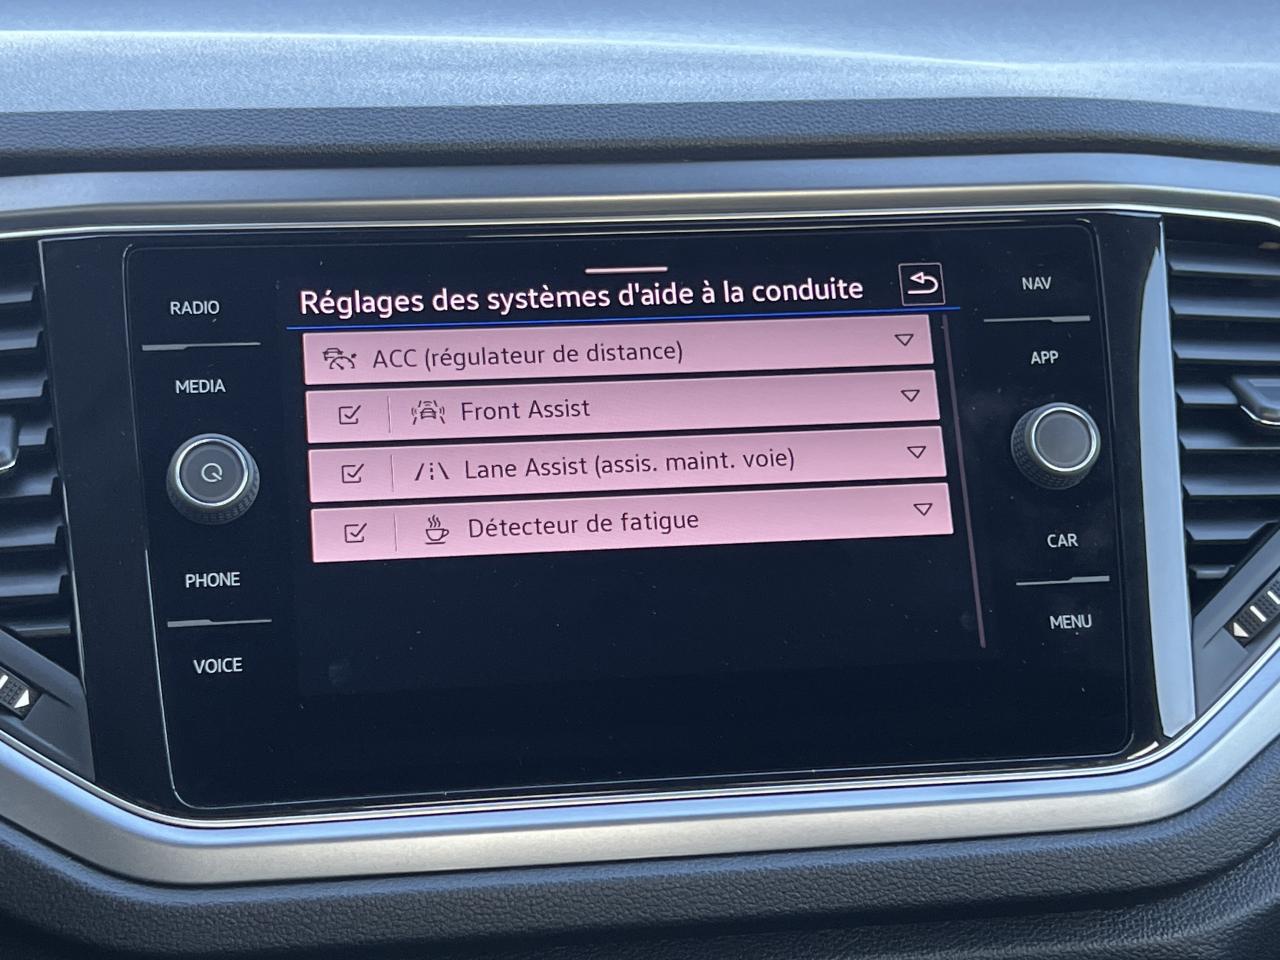 Réglages des systèmes d'aide à la conduite
ACC (régulateur de distance)
Front Assist
Lane Assist (assis. maint. voie)
Détecteur de fatigue
RADIO
MEDIA
PHONE
VOICE
NAV
APP
CAR
MENU